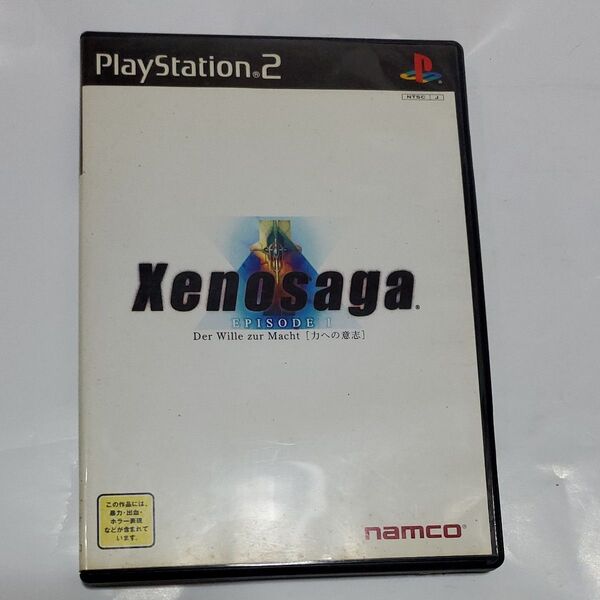 PlayStation®2
NTSC J
Xenosaga®
EPISODE I
Der Wille zur Macht [力への意志]
この作品には、
暴力・出血・
ホラー表現
などが含まれて
います。
namco®